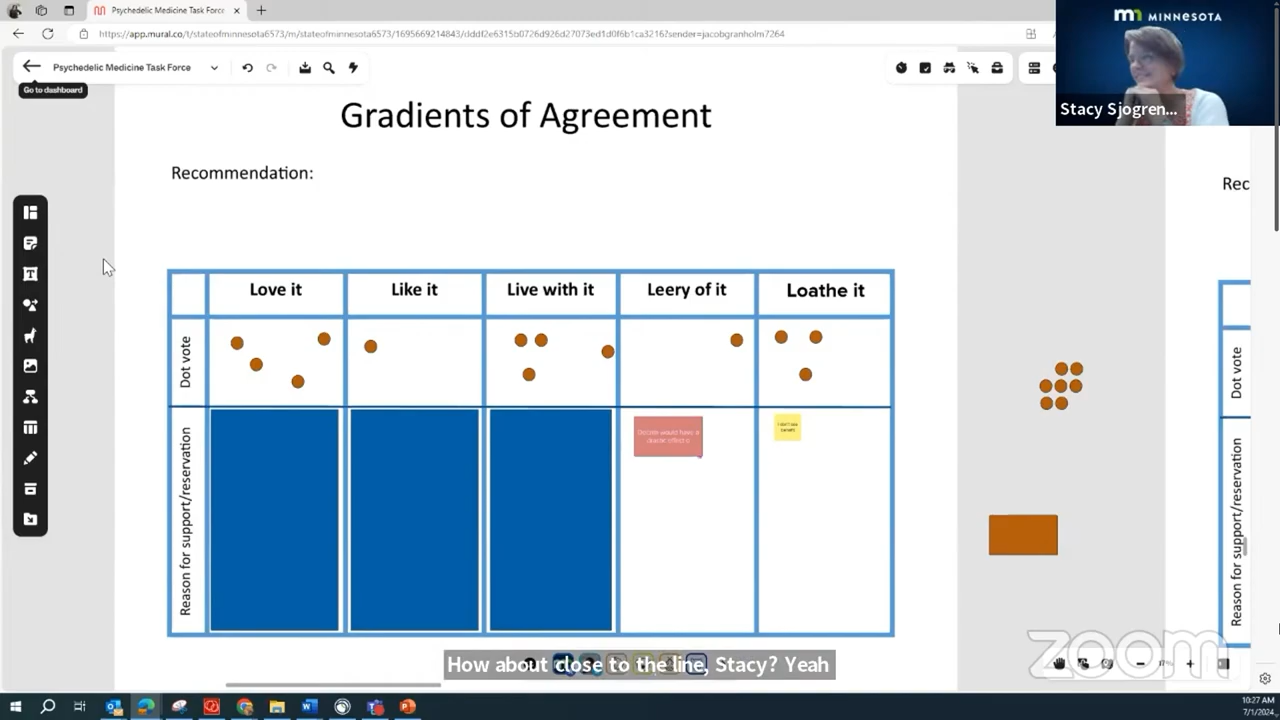 Psychedelic Medicine Task Force
https://app.mural.co/t/stateofminnesota6573/m/stateofminnesota6573/1695669214843/dddf2e6315b0726d926d27073ed1d0f6b1ca3216?sender=jacobgranholm7264
MINNESOTA
Stacy Sjogren...
Psychedelic Medicine Task Force
Go to dashboard
Gradients of Agreement
Recommendation:
Rec
Love it
Like it
Live with it
Leery of it
Loathe it
Dot vote
Dot vote
Reason for support/reservation
Reason for support/reservation
How about close to the line, Stacy? Yeah
zoom
10:27 AM
7/1/2024